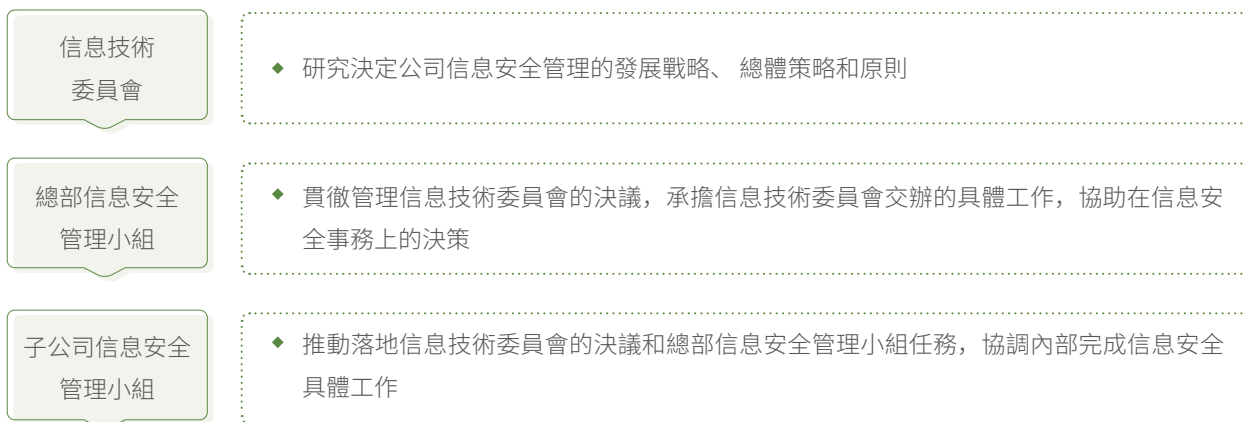 信息技術
委員會
◆ 研究決定公司信息安全管理的發展戰略、 總體策略和原則
總部信息安全
管理小組
◆ 貫徹管理信息技術委員會的決議，承擔信息技術委員會交辦的具體工作，協助在信息安
全事務上的決策
子公司信息安全
管理小組
◆ 推動落地信息技術委員會的決議和總部信息安全管理小組任務，協調內部完成信息安全
具體工作